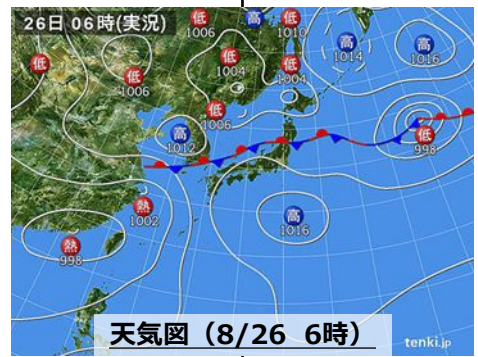 26日 06時(実況)
低
1006
高
低
1010
高
1014
高
1016
低
低
1006
低
1004
低
1004
低
1006
高
1012
低
998
熱
1002
高
1016
熱
998
天気図(8/26 6時)
tenki.jp